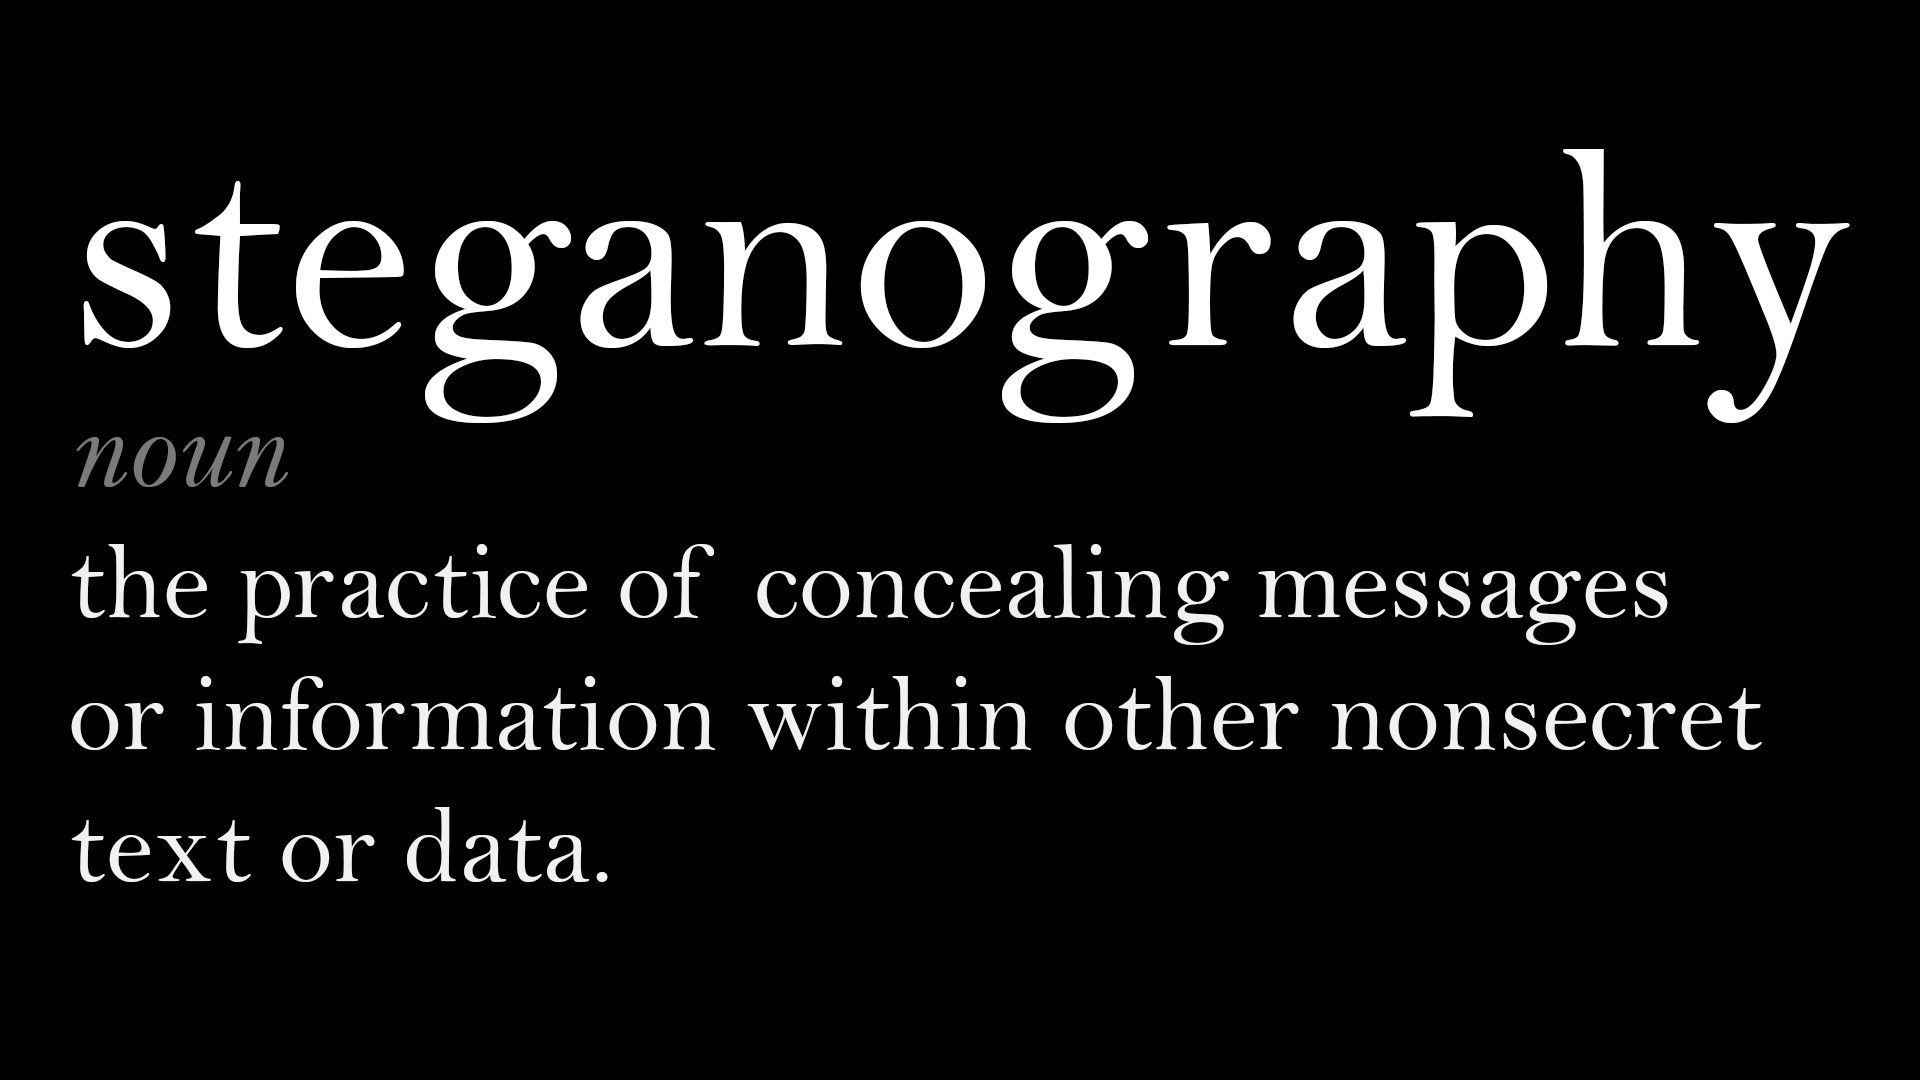 steganography
noun
the practice of concealing messages
or information within other nonsecret
text or data.